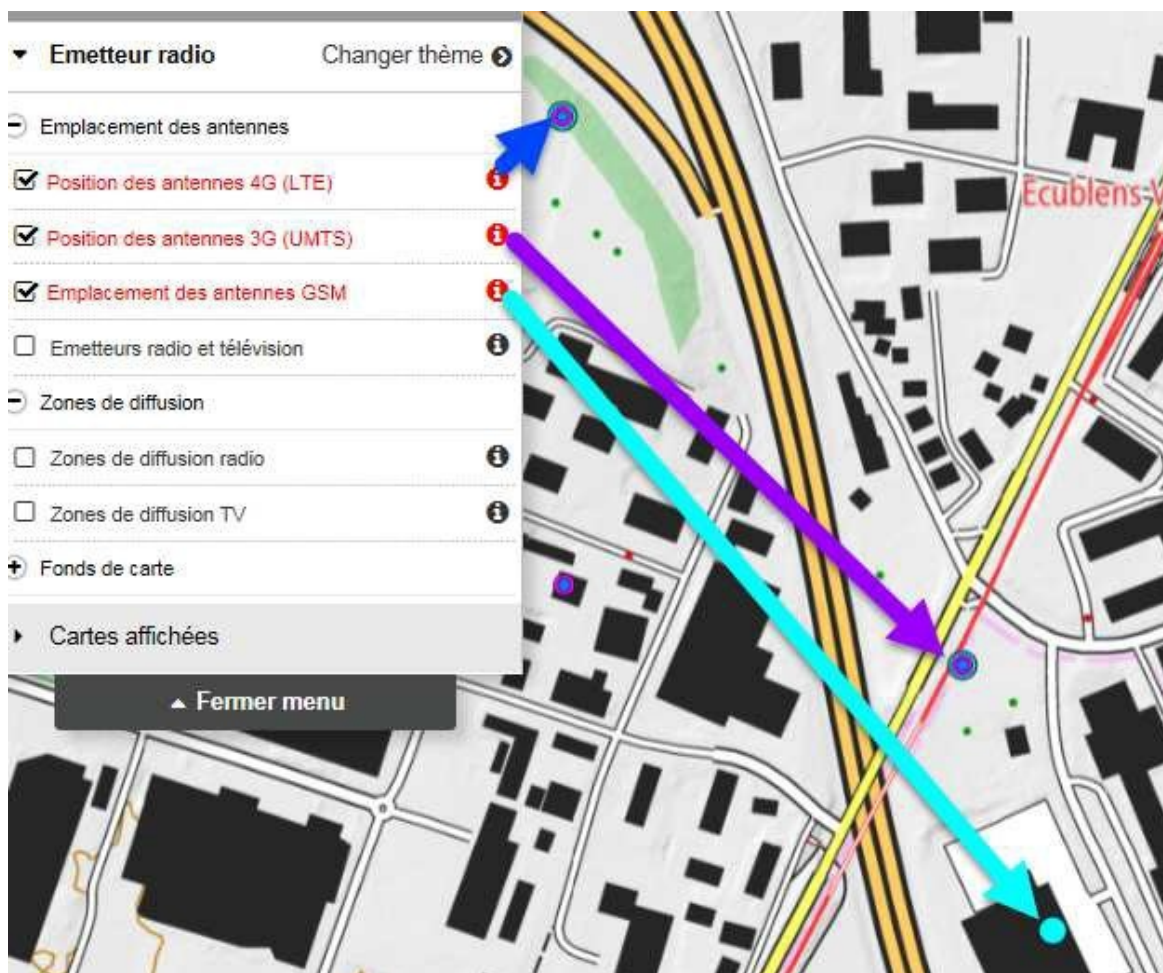 Emetteur radio
Changer thème
Emplacement des antennes
Position des antennes 4G (LTE)
Position des antennes 3G (UMTS)
Emplacement des antennes GSM
Emetteurs radio et télévision
Zones de diffusion
Zones de diffusion radio
Zones de diffusion TV
Fonds de carte
Cartes affichées
Fermer menu
Ecublens V